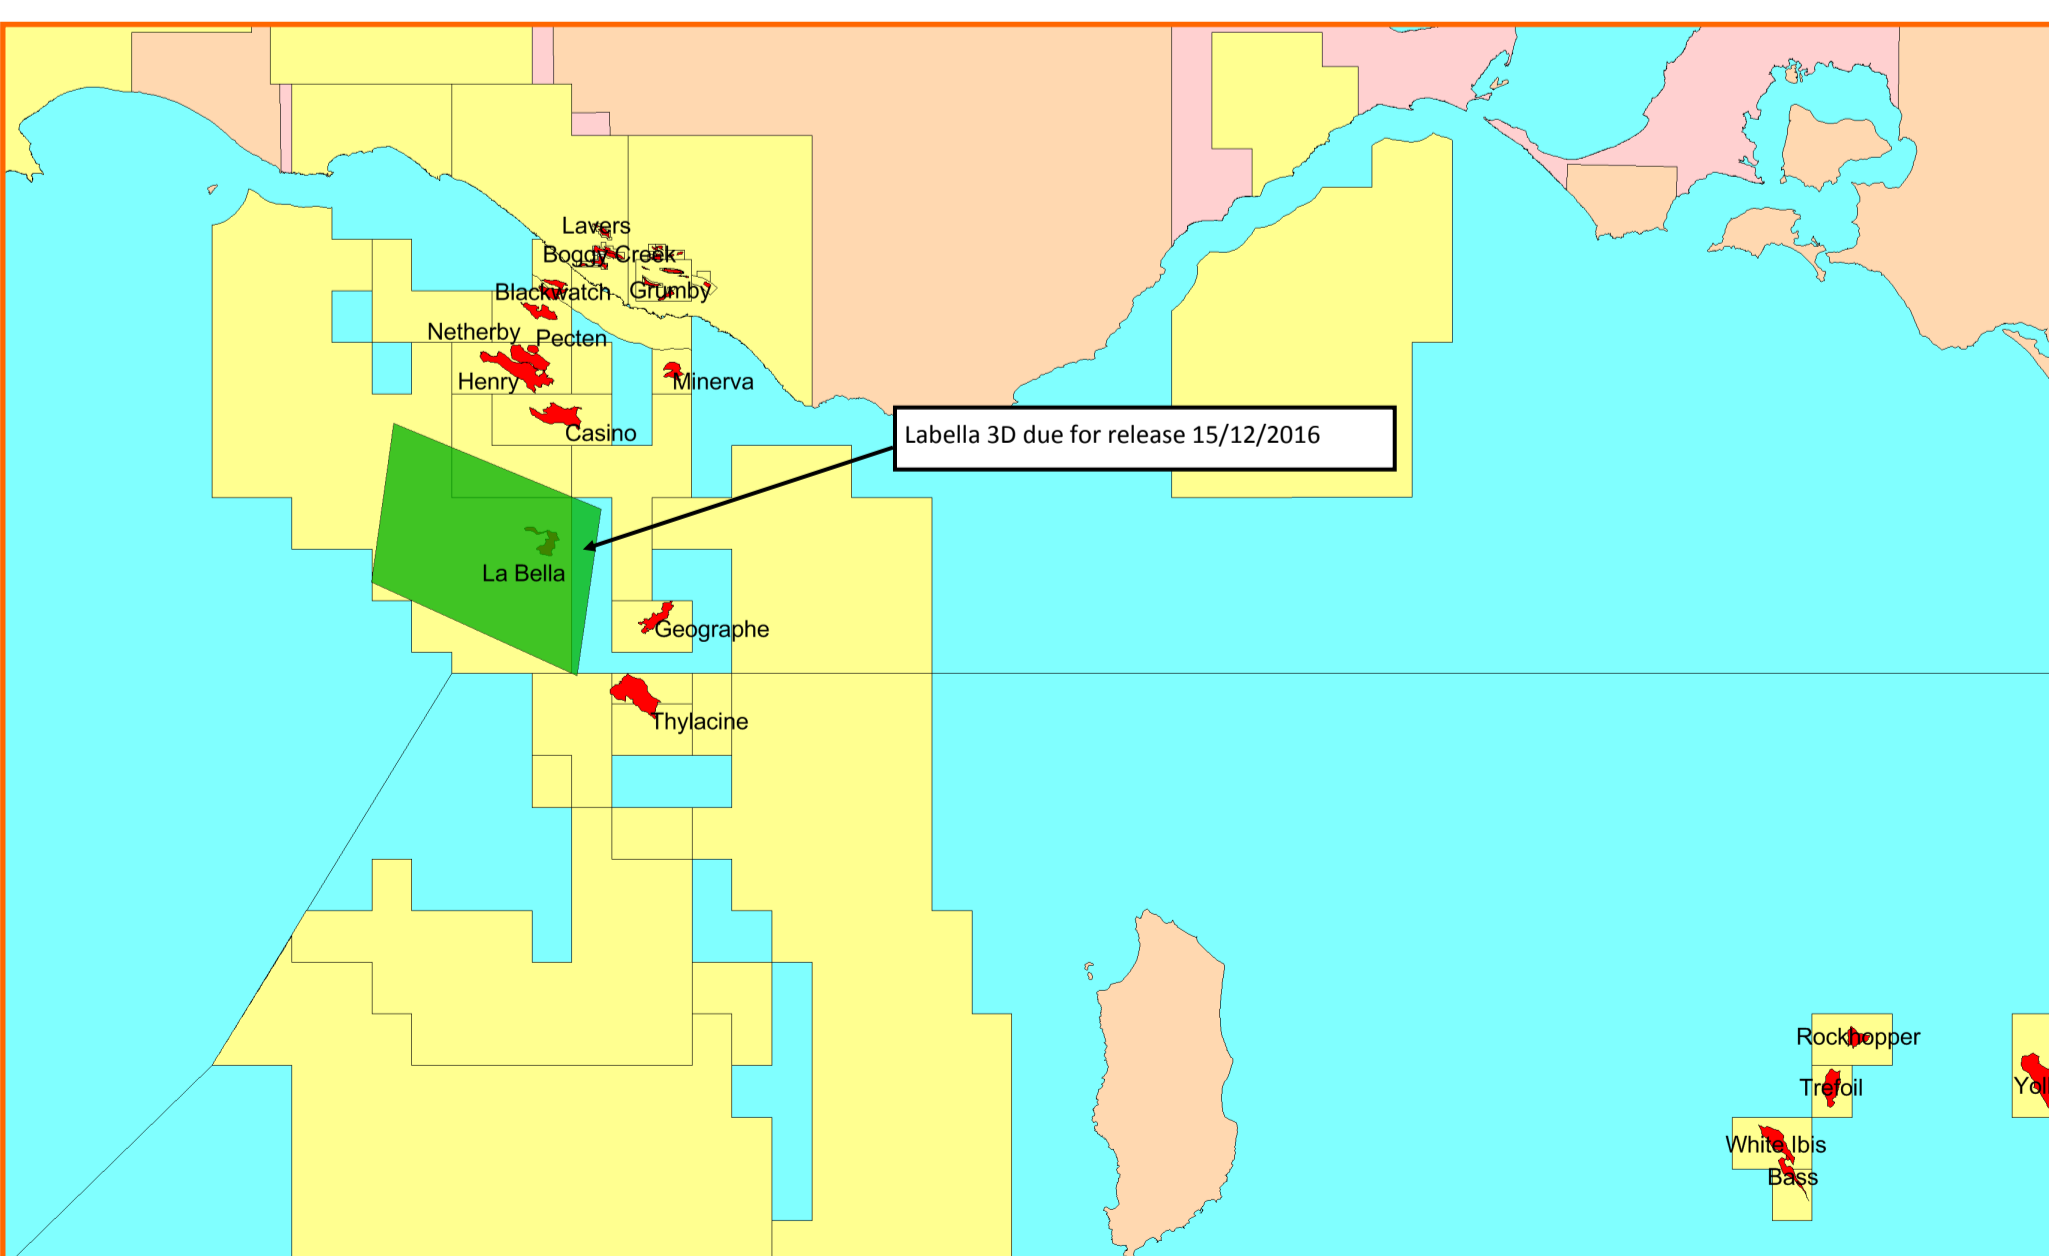 Lavers
Boggy Creek
Blackwatch
Grumby
Netherby
Pecten
Henry
Minerva
Labella 3D due for release 15/12/2016
Casino
La Bella
Geographe
Thylacine
Rockhopper
Trefoil
Yol
White Ibis
Bass